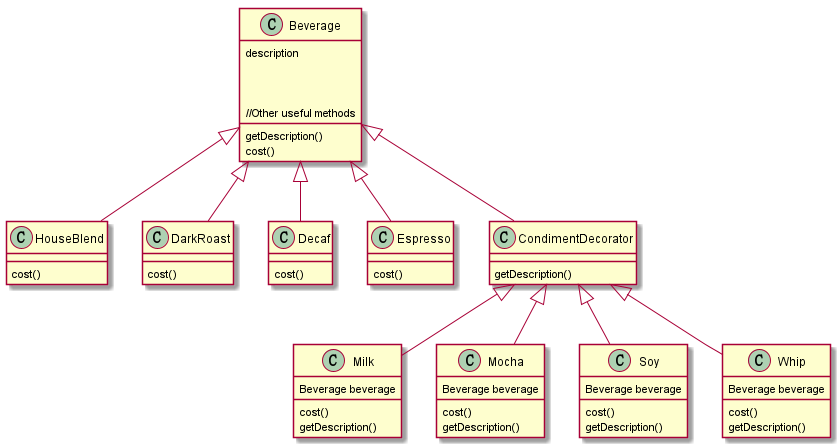 C Beverage
description
//Other useful methods
getDescription()
cost()
C HouseBlend
cost()
C DarkRoast
cost()
C Decaf
cost()
C Espresso
cost()
C CondimentDecorator
getDescription()
C Milk
Beverage beverage
cost()
getDescription()
C Mocha
Beverage beverage
cost()
getDescription()
C Soy
Beverage beverage
cost()
getDescription()
C Whip
Beverage beverage
cost()
getDescription()